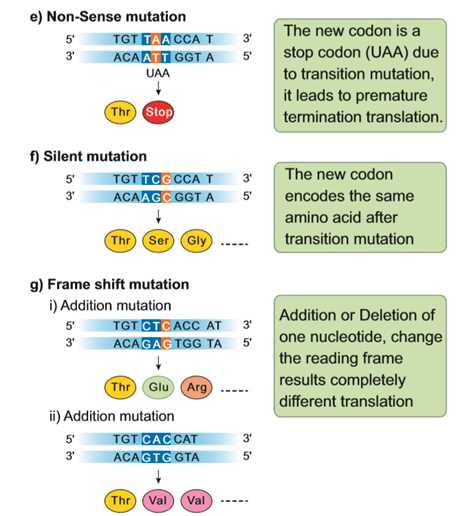 e) Non-Sense mutation
5' TGT TAA CCA T 3'
3' ACA ATT GGT A 5'
UAA
Thr Stop
The new codon is a
stop codon (UAA) due
to transition mutation,
it leads to premature
termination translation.
f) Silent mutation
5' TGT TCG CCA T 3'
3' ACA AGC GGT A 5'
Thr Ser Gly
The new codon
encodes the same
amino acid after
transition mutation
g) Frame shift mutation
i) Addition mutation
5' TGT CTC ACC AT 3'
3' ACA GAG TGG TA 5'
Thr Glu Arg
Addition or Deletion of
one nucleotide, change
the reading frame
results completely
different translation
ii) Addition mutation
5' TGT CAC CAT 3'
3' ACA GTG GTA 5'
Thr Val Val